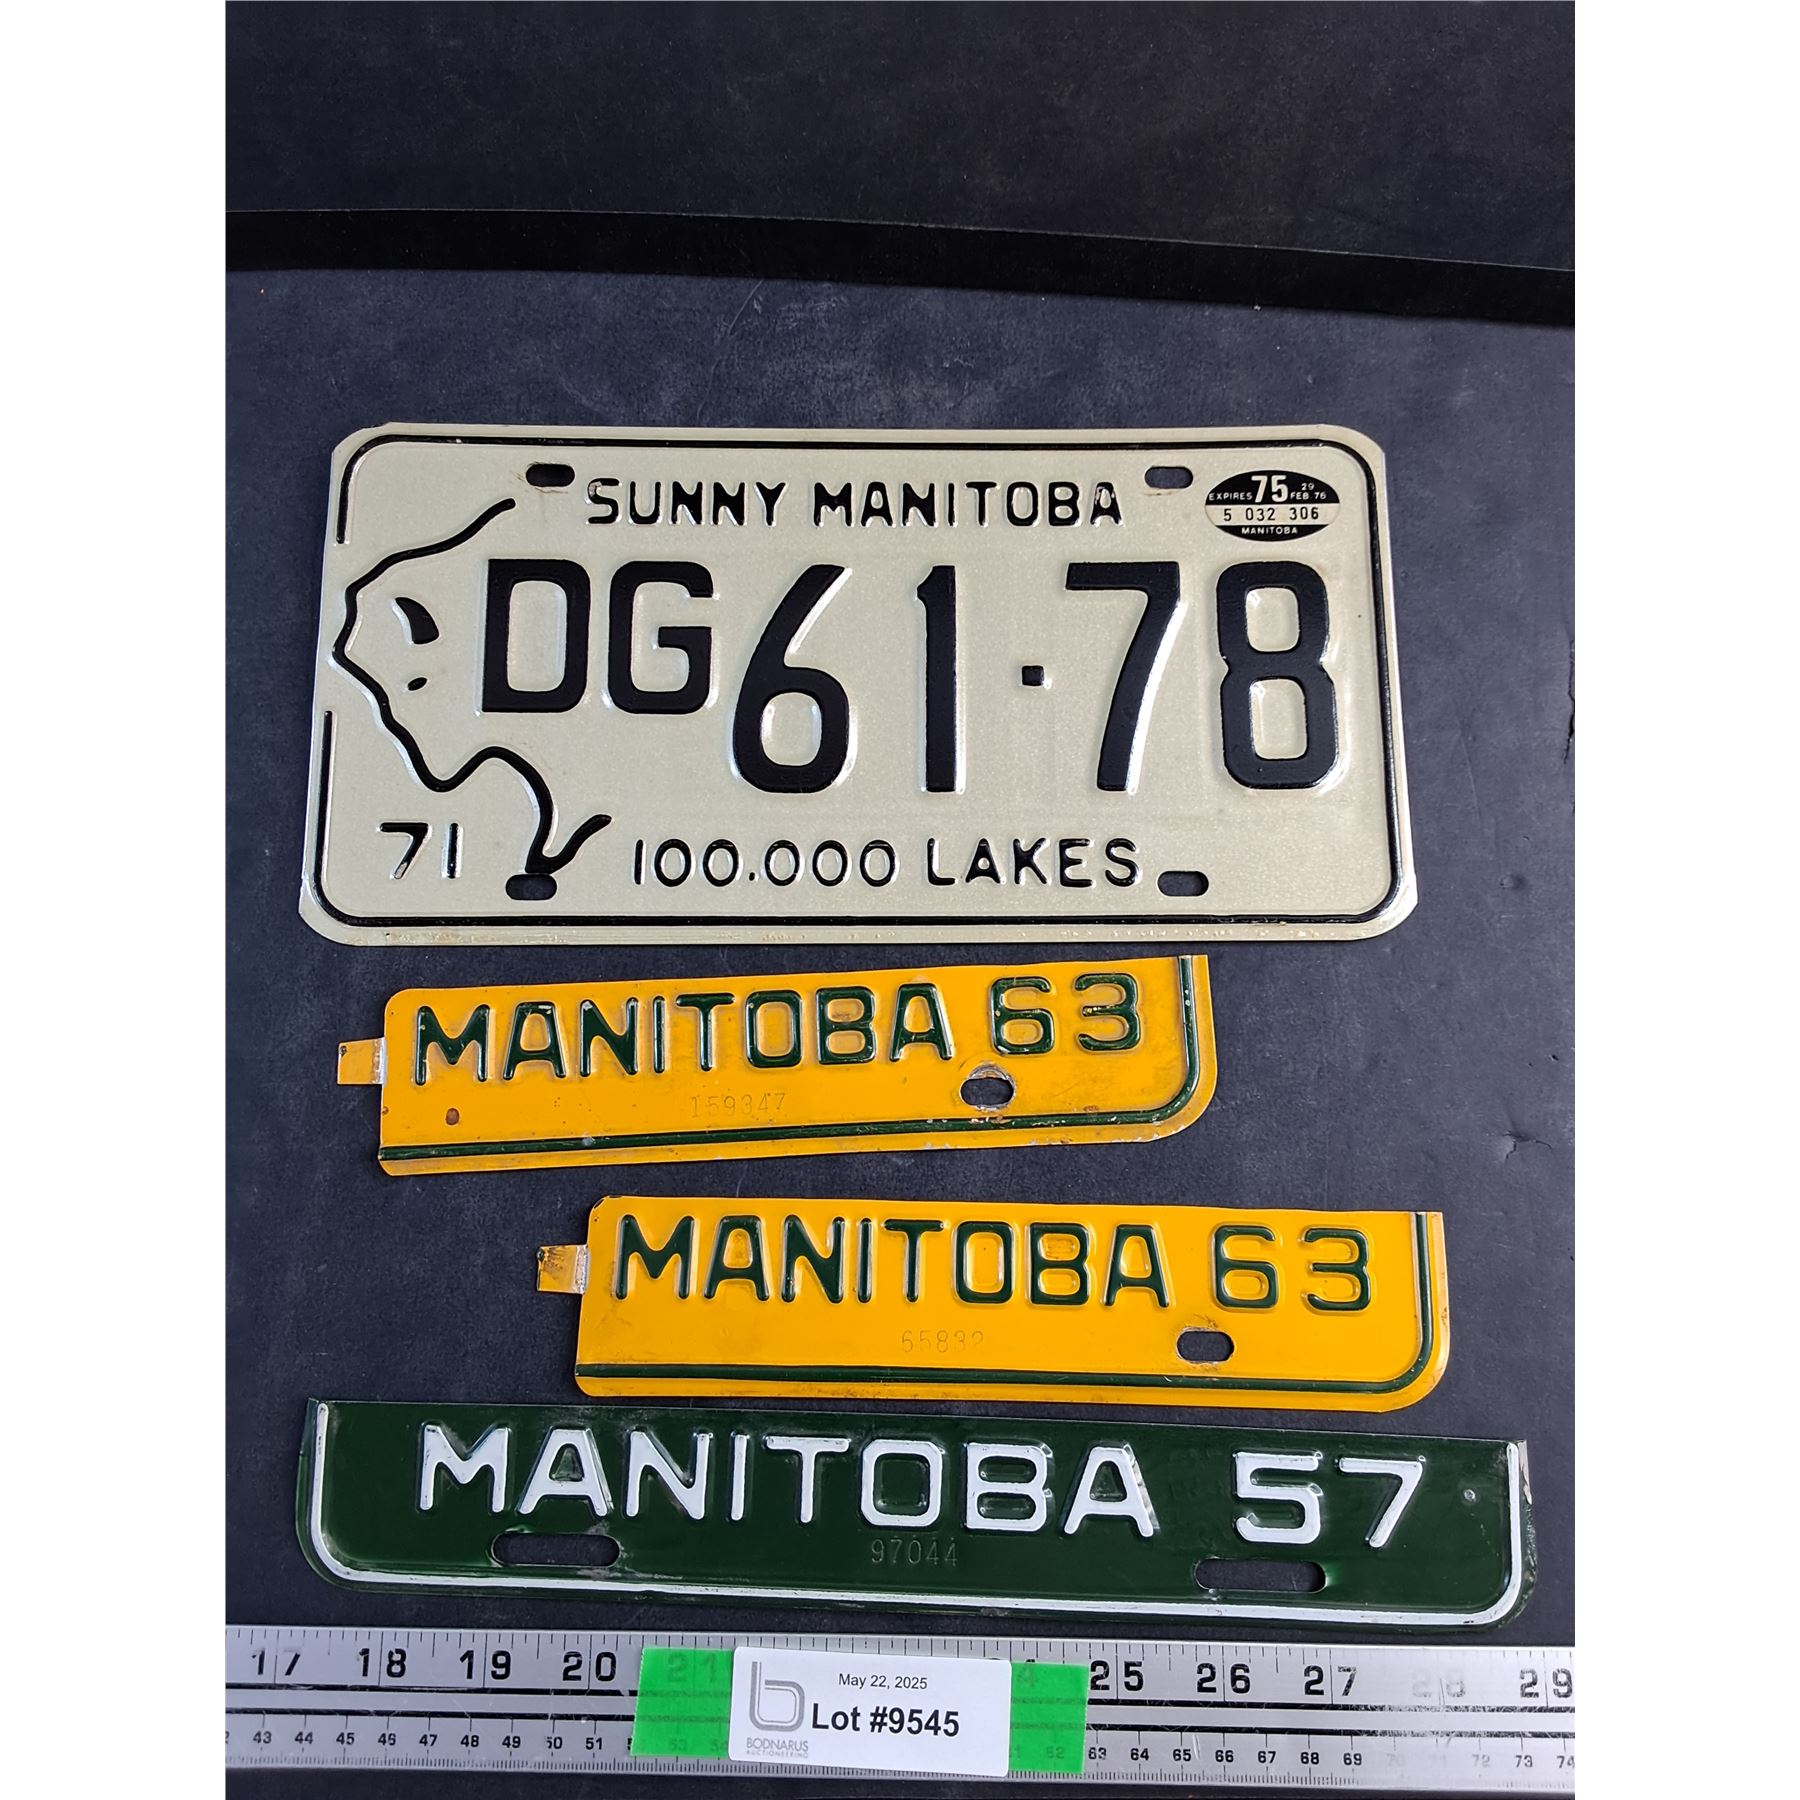 SUNNY MANITOBA
EXPIRES 75 29 FEB. 76
5 032 306
MANITOBA
DG61·78
71 100.000 LAKES
MANITOBA 63
159347
MANITOBA 63
65832
MANITOBA 57
97044
17 18 19 20 21 25 26 27 28 29
May 22, 2025
Lot #9545
BODNARUS
AUCTIONEERING
43 44 45 46 47 48 49 50 51 53 54 62 63 64 65 66 67 68 69 70 71 72 73 74